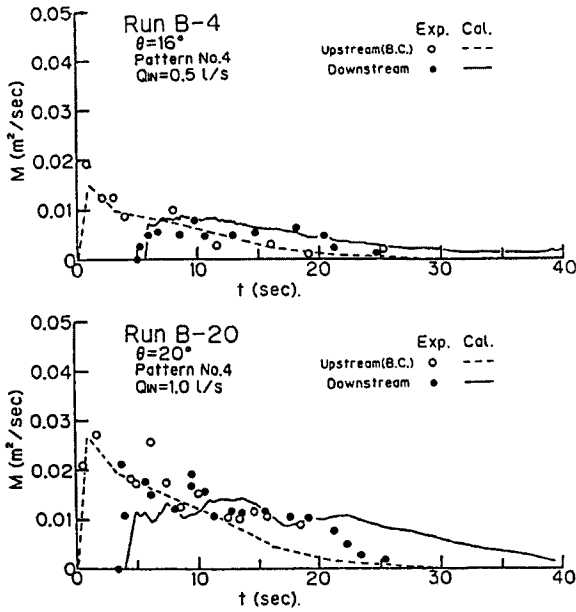 Run B-4
θ=16°
Pattern No.4
QIN=0.5 l/s
Exp. Cal.
Upstream(B.C.)
Downstream
M (m²/sec)
0.05
0.04
0.03
0.02
0.01
0
0 10 20 30 40
t (sec).
Run B-20
θ=20°
Pattern No.4
QIN=1.0 l/s
Exp. Cal.
Upstream(B.C.)
Downstream
M (m²/sec)
0.05
0.04
0.03
0.02
0.01
0
0 10 20 30 40
t (sec).